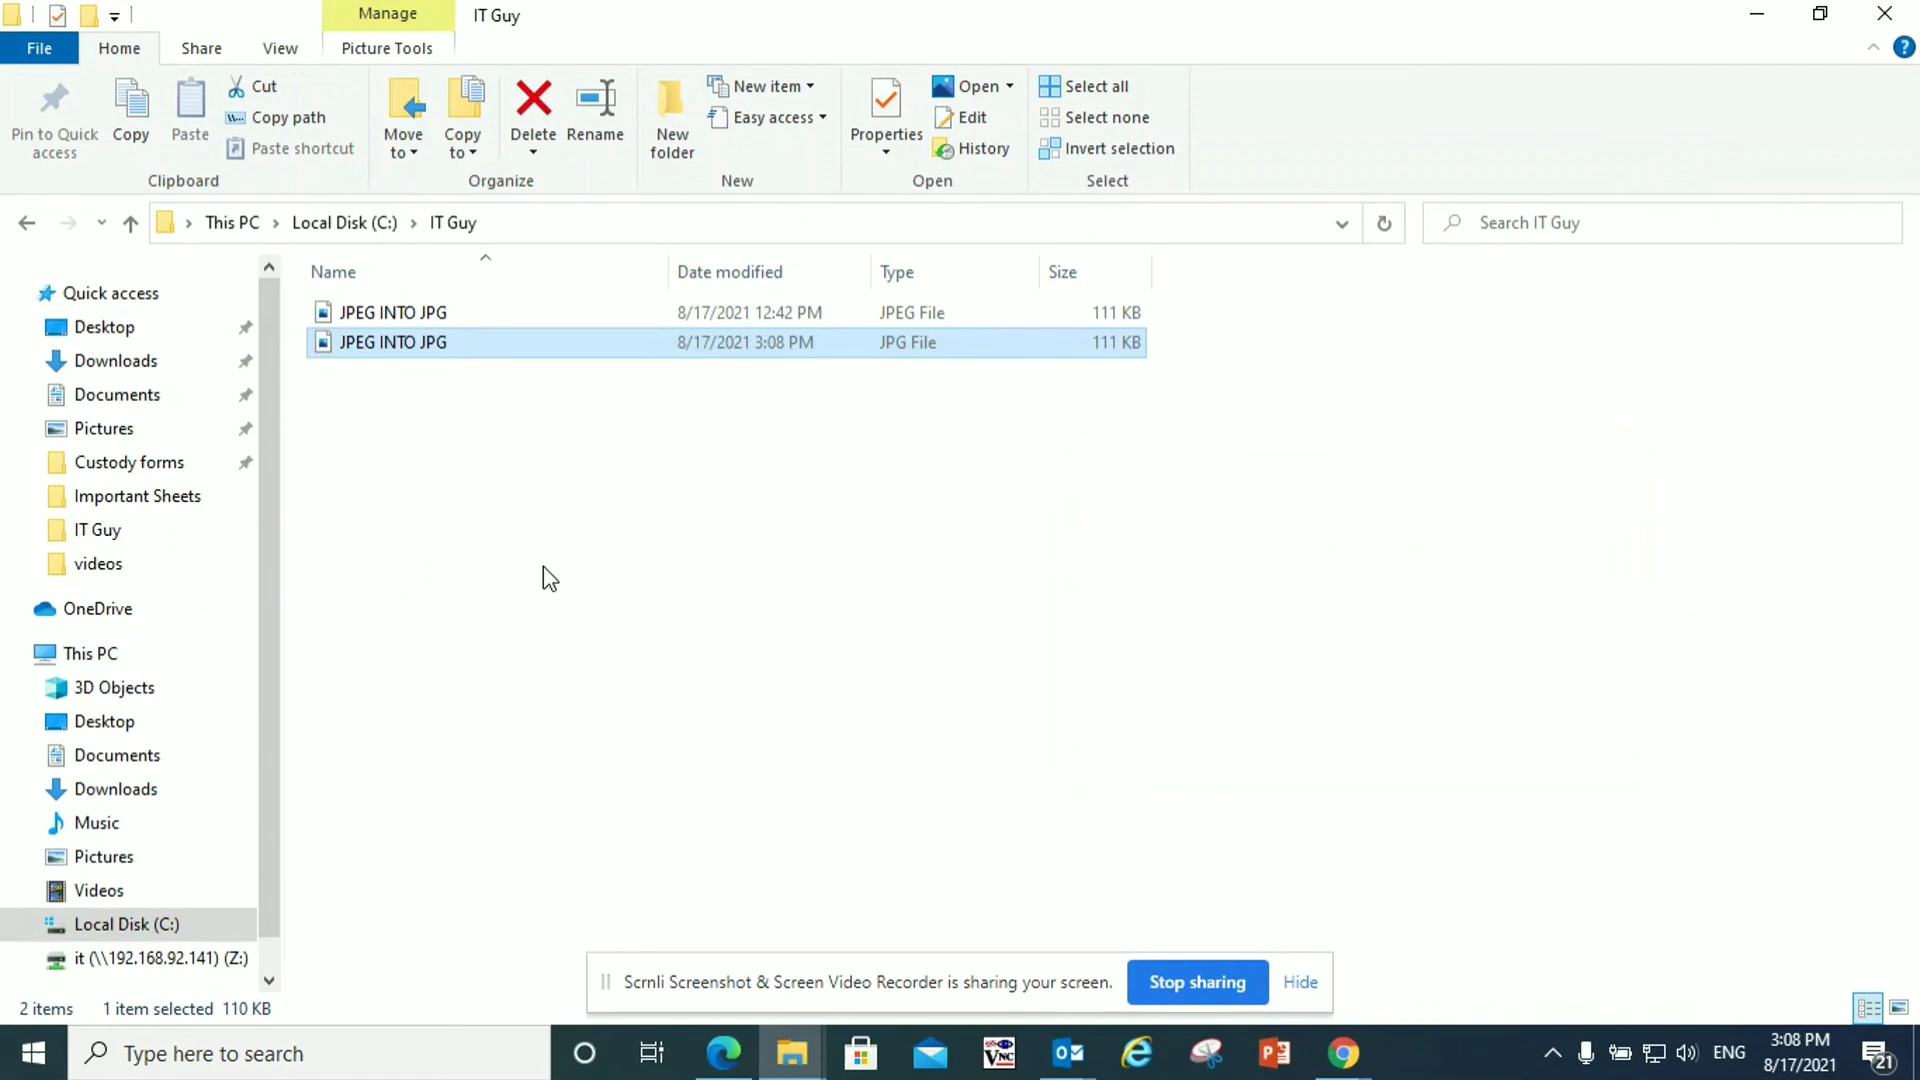 Manage
IT Guy
File
Home
Share
View
Picture Tools
Pin to Quick access
Copy
Paste
Cut
Copy path
Paste shortcut
Clipboard
Move to
Copy to
Delete
Rename
Organize
New folder
New item
Easy access
New
Properties
Open
Edit
History
Open
Select all
Select none
Invert selection
Select
This PC
Local Disk (C:)
IT Guy
Search IT Guy
Name
Date modified
Type
Size
JPEG INTO JPG 8/17/2021 12:42 PM JPEG File 111 KB
JPEG INTO JPG 8/17/2021 3:08 PM JPG File 111 KB
Quick access
Desktop
Downloads
Documents
Pictures
Custody forms
Important Sheets
IT Guy
videos
OneDrive
This PC
3D Objects
Desktop
Documents
Downloads
Music
Pictures
Videos
Local Disk (C:)
it (\\192.168.92.141) (Z:)
2 items
1 item selected 110 KB
Scrnli Screenshot & Screen Video Recorder is sharing your screen.
Stop sharing
Hide
Type here to search
ENG
3:08 PM
8/17/2021
21